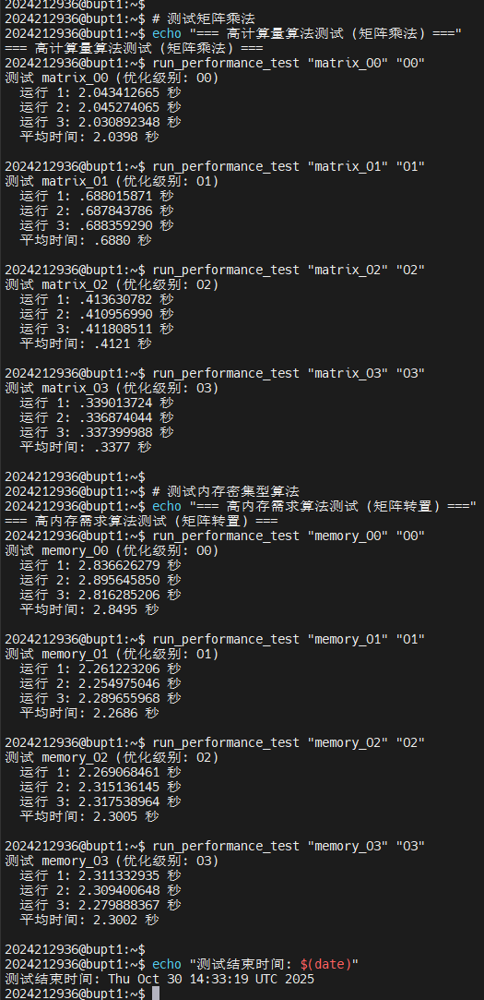 2024212936@bupt1:~$
2024212936@bupt1:~$ # 测试矩阵乘法
2024212936@bupt1:~$ echo "=== 高计算量算法测试 (矩阵乘法) ==="
=== 高计算量算法测试 (矩阵乘法) ===
2024212936@bupt1:~$ run_performance_test "matrix_O0" "O0"
测试 matrix_O0 (优化级别: O0)
  运行 1: 2.043412665 秒
  运行 2: 2.045274065 秒
  运行 3: 2.030892348 秒
  平均时间: 2.0398 秒

2024212936@bupt1:~$ run_performance_test "matrix_O1" "O1"
测试 matrix_O1 (优化级别: O1)
  运行 1: .688015871 秒
  运行 2: .687843786 秒
  运行 3: .688359290 秒
  平均时间: .6880 秒

2024212936@bupt1:~$ run_performance_test "matrix_O2" "O2"
测试 matrix_O2 (优化级别: O2)
  运行 1: .413630782 秒
  运行 2: .410956990 秒
  运行 3: .411808511 秒
  平均时间: .4121 秒

2024212936@bupt1:~$ run_performance_test "matrix_O3" "O3"
测试 matrix_O3 (优化级别: O3)
  运行 1: .339013724 秒
  运行 2: .336874044 秒
  运行 3: .337399988 秒
  平均时间: .3377 秒

2024212936@bupt1:~$
2024212936@bupt1:~$ # 测试内存密集型算法
2024212936@bupt1:~$ echo "=== 高内存需求算法测试 (矩阵转置) ==="
=== 高内存需求算法测试 (矩阵转置) ===
2024212936@bupt1:~$ run_performance_test "memory_O0" "O0"
测试 memory_O0 (优化级别: O0)
  运行 1: 2.836626279 秒
  运行 2: 2.895645850 秒
  运行 3: 2.816285206 秒
  平均时间: 2.8495 秒

2024212936@bupt1:~$ run_performance_test "memory_O1" "O1"
测试 memory_O1 (优化级别: O1)
  运行 1: 2.261223206 秒
  运行 2: 2.254975046 秒
  运行 3: 2.289655968 秒
  平均时间: 2.2686 秒

2024212936@bupt1:~$ run_performance_test "memory_O2" "O2"
测试 memory_O2 (优化级别: O2)
  运行 1: 2.269068461 秒
  运行 2: 2.315136145 秒
  运行 3: 2.317538964 秒
  平均时间: 2.3005 秒

2024212936@bupt1:~$ run_performance_test "memory_O3" "O3"
测试 memory_O3 (优化级别: O3)
  运行 1: 2.311332935 秒
  运行 2: 2.309400648 秒
  运行 3: 2.279888367 秒
  平均时间: 2.3002 秒

2024212936@bupt1:~$
2024212936@bupt1:~$ echo "测试结束时间: $(date)"
测试结束时间: Thu Oct 30 14:33:19 UTC 2025
2024212936@bupt1:~$